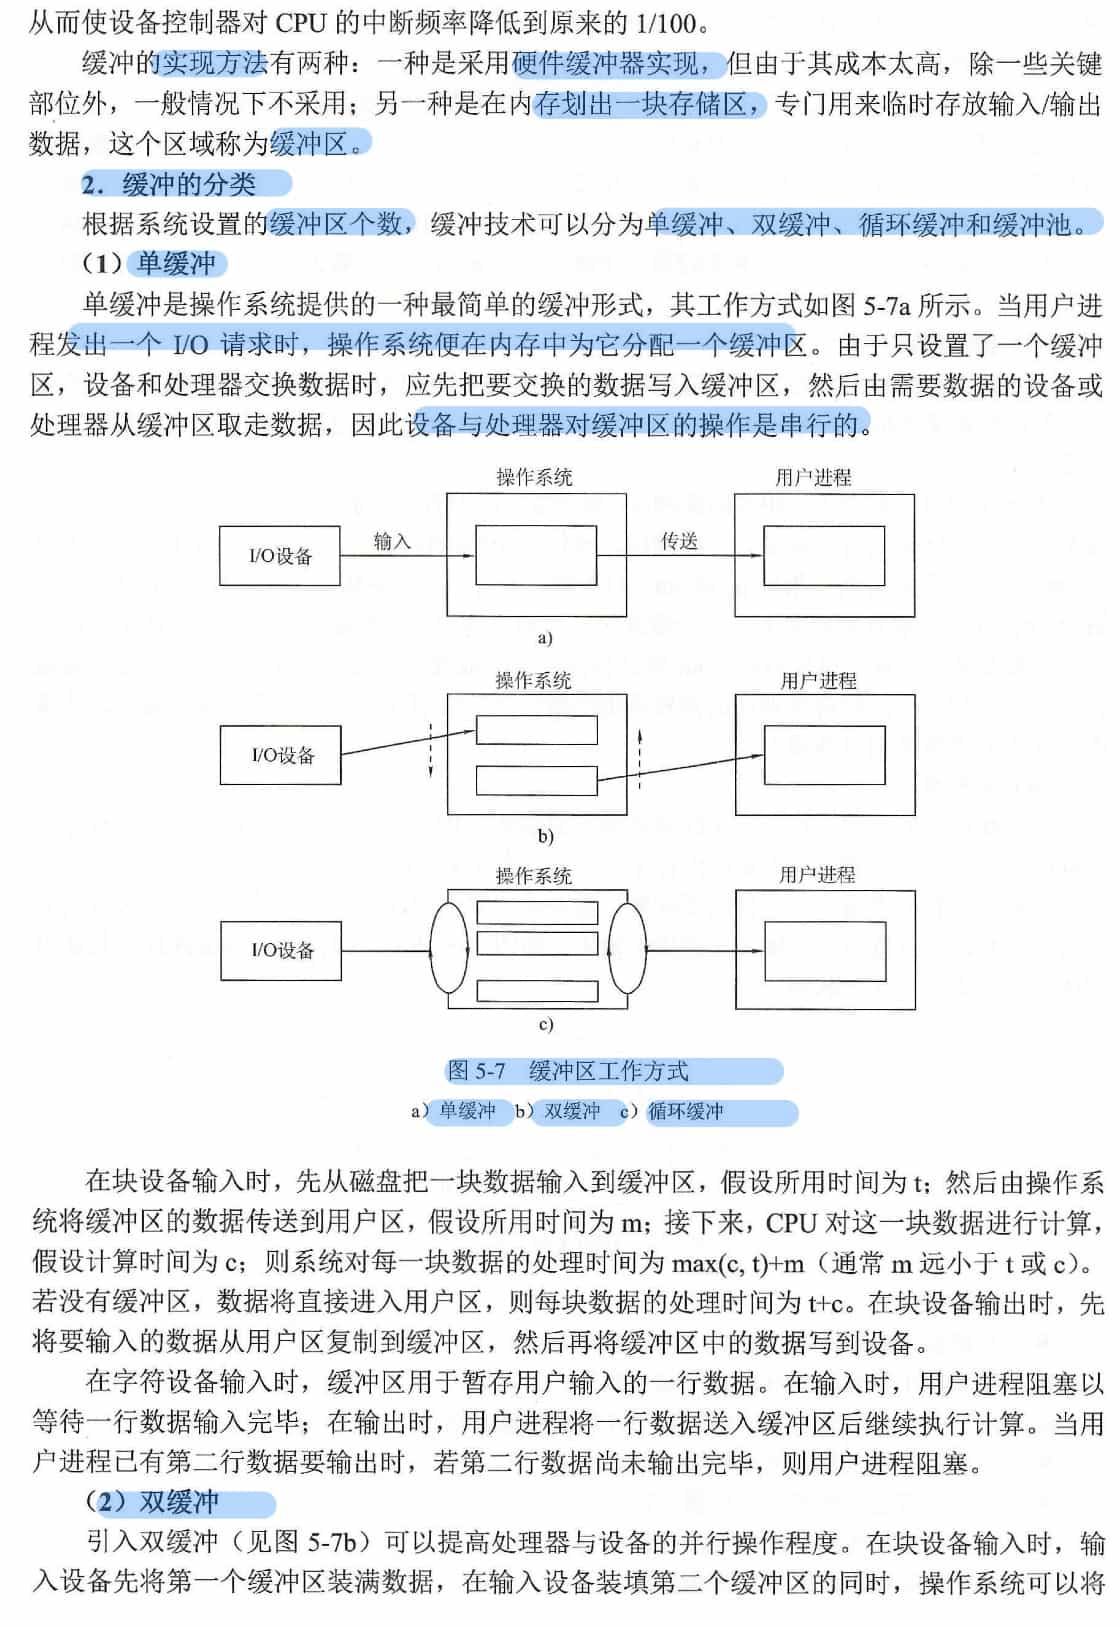 从而使设备控制器对 CPU 的中断频率降低到原来的 1/100。
缓冲的实现方法有两种：一种是采用硬件缓冲器实现，但由于其成本太高，除一些关键
部位外，一般情况下不采用；另一种是在内存划出一块存储区，专门用来临时存放输入/输出
数据，这个区域称为缓冲区。
2．缓冲的分类
根据系统设置的缓冲区个数，缓冲技术可以分为单缓冲、双缓冲、循环缓冲和缓冲池。
（1）单缓冲
单缓冲是操作系统提供的一种最简单的缓冲形式，其工作方式如图 5-7a 所示。当用户进
程发出一个 I/O 请求时，操作系统便在内存中为它分配一个缓冲区。由于只设置了一个缓冲
区，设备和处理器交换数据时，应先把要交换的数据写入缓冲区，然后由需要数据的设备或
处理器从缓冲区取走数据，因此设备与处理器对缓冲区的操作是串行的。
操作系统 用户进程
I/O设备 输入 传送
a)
操作系统 用户进程
I/O设备
b)
操作系统 用户进程
I/O设备
c)
图 5-7 缓冲区工作方式
a）单缓冲 b）双缓冲 c）循环缓冲
在块设备输入时，先从磁盘把一块数据输入到缓冲区，假设所用时间为 t；然后由操作系
统将缓冲区的数据传送到用户区，假设所用时间为 m；接下来，CPU 对这一块数据进行计算，
假设计算时间为 c；则系统对每一块数据的处理时间为 max(c, t)+m（通常 m 远小于 t 或 c）。
若没有缓冲区，数据将直接进入用户区，则每块数据的处理时间为 t+c。在块设备输出时，先
将要输入的数据从用户区复制到缓冲区，然后再将缓冲区中的数据写到设备。
在字符设备输入时，缓冲区用于暂存用户输入的一行数据。在输入时，用户进程阻塞以
等待一行数据输入完毕；在输出时，用户进程将一行数据送入缓冲区后继续执行计算。当用
户进程已有第二行数据要输出时，若第二行数据尚未输出完毕，则用户进程阻塞。
（2）双缓冲
引入双缓冲（见图 5-7b）可以提高处理器与设备的并行操作程度。在块设备输入时，输
入设备先将第一个缓冲区装满数据，在输入设备装填第二个缓冲区的同时，操作系统可以将